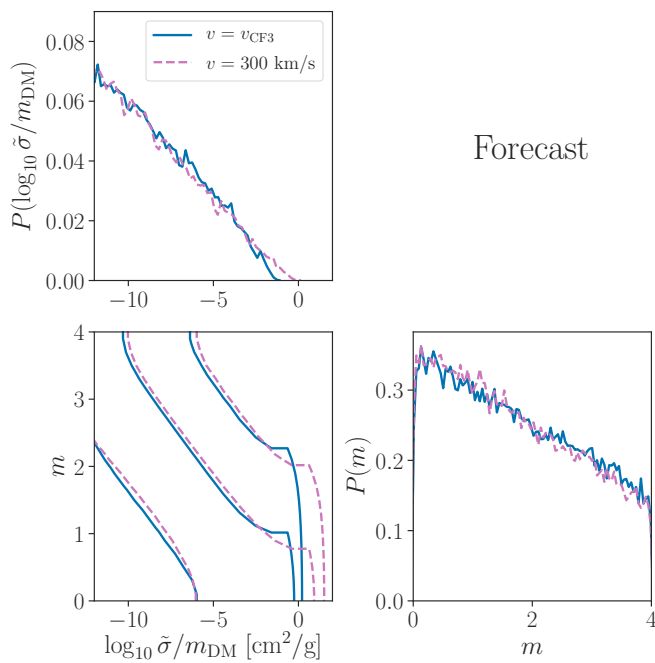 0.08
0.06
0.04
0.02
0.00
P(log₁₀ σ̃/m_DM)
v = v_CF3
v = 300 km/s
−10
−5
0
Forecast
4
3
2
1
0
m
−10
−5
0
log₁₀ σ̃/m_DM [cm²/g]
0.3
0.2
0.1
P(m)
0
2
4
m